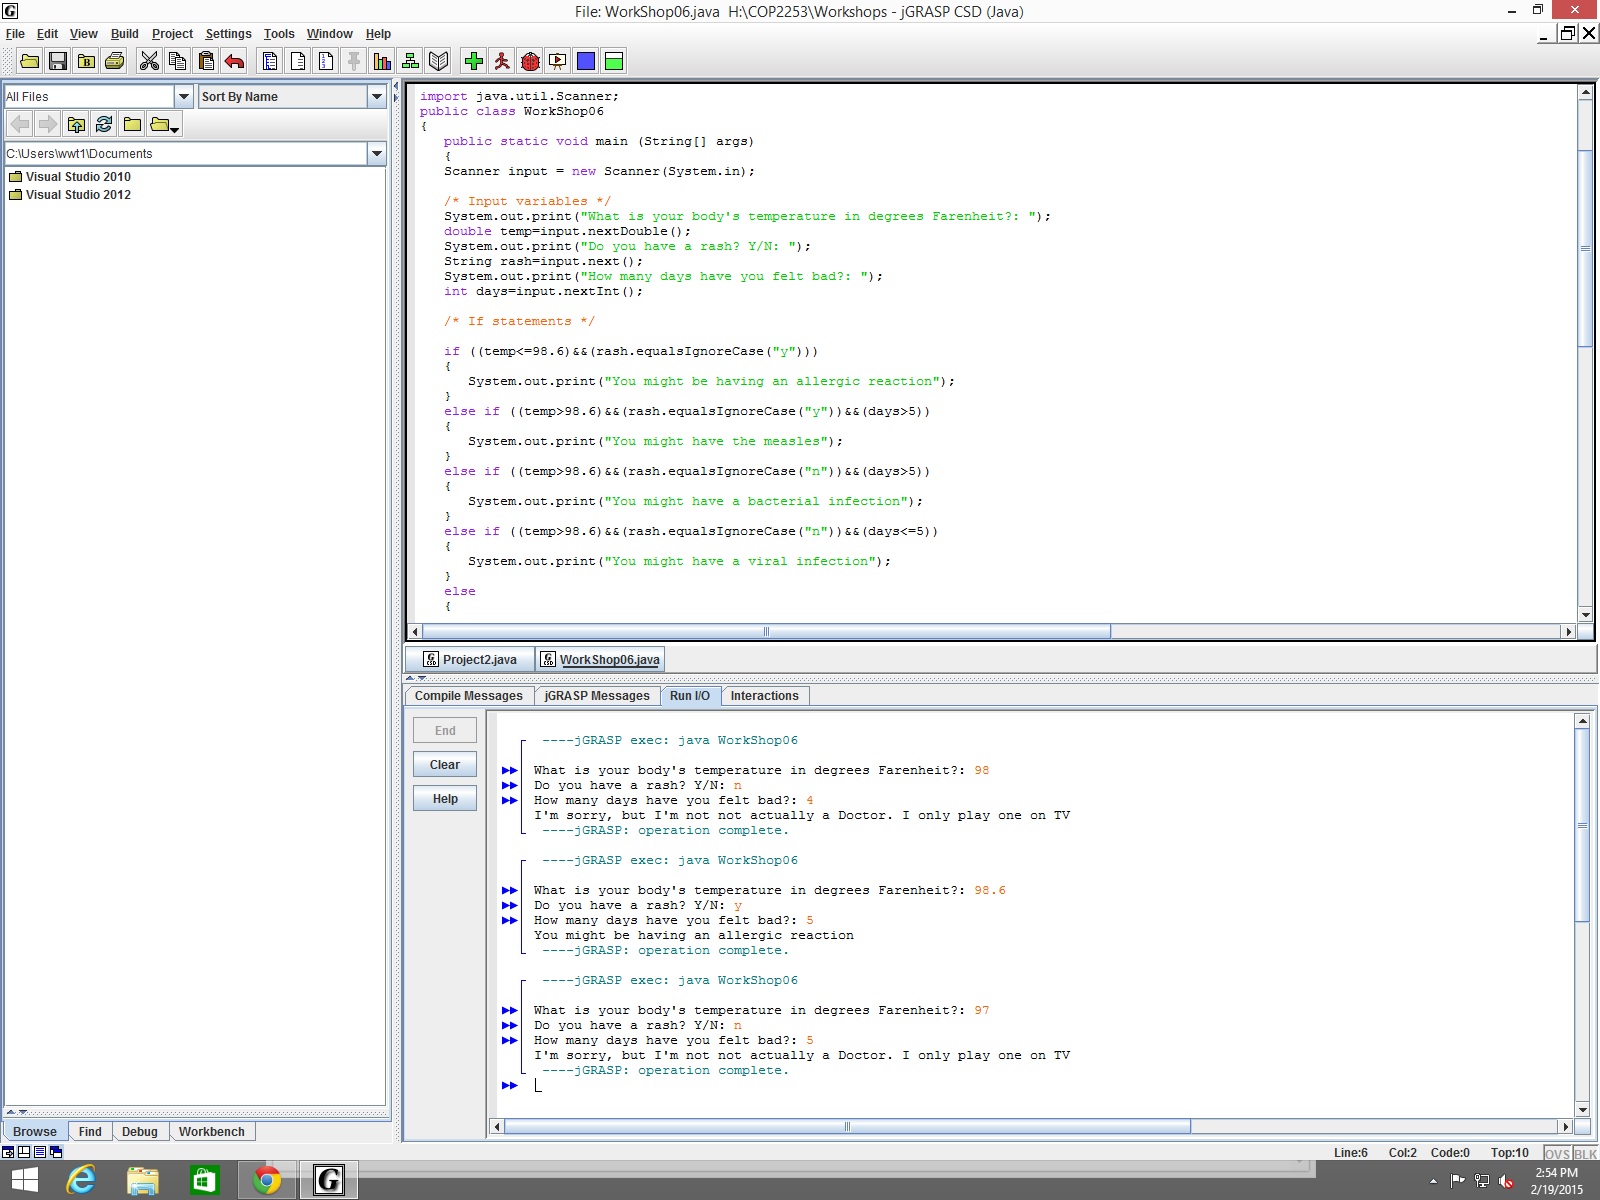 File: WorkShop06.java  H:\COP2253\Workshops - jGRASP CSD (Java)
File Edit View Build Project Settings Tools Window Help
All Files
Sort By Name
C:\Users\wwt1\Documents
Visual Studio 2010
Visual Studio 2012
Browse
Find
Debug
Workbench
import java.util.Scanner;
public class WorkShop06
{
public static void main (String[] args)
{
Scanner input = new Scanner(System.in);
/* Input variables */
System.out.print("What is your body's temperature in degrees Farenheit?: ");
double temp=input.nextDouble();
System.out.print("Do you have a rash? Y/N: ");
String rash=input.next();
System.out.print("How many days have you felt bad?: ");
int days=input.nextInt();
/* If statements */
if ((temp<=98.6)&&(rash.equalsIgnoreCase("y")))
{
System.out.print("You might be having an allergic reaction");
}
else if ((temp>98.6)&&(rash.equalsIgnoreCase("y"))&&(days>5))
{
System.out.print("You might have the measles");
}
else if ((temp>98.6)&&(rash.equalsIgnoreCase("n"))&&(days>5))
{
System.out.print("You might have a bacterial infection");
}
else if ((temp>98.6)&&(rash.equalsIgnoreCase("n"))&&(days<=5))
{
System.out.print("You might have a viral infection");
}
else
{
Project2.java
WorkShop06.java
Compile Messages
jGRASP Messages
Run I/O
Interactions
End
Clear
Help
----jGRASP exec: java WorkShop06
What is your body's temperature in degrees Farenheit?: 98
Do you have a rash? Y/N: n
How many days have you felt bad?: 4
I'm sorry, but I'm not not actually a Doctor. I only play one on TV
----jGRASP: operation complete.
----jGRASP exec: java WorkShop06
What is your body's temperature in degrees Farenheit?: 98.6
Do you have a rash? Y/N: y
How many days have you felt bad?: 5
You might be having an allergic reaction
----jGRASP: operation complete.
----jGRASP exec: java WorkShop06
What is your body's temperature in degrees Farenheit?: 97
Do you have a rash? Y/N: n
How many days have you felt bad?: 5
I'm sorry, but I'm not not actually a Doctor. I only play one on TV
----jGRASP: operation complete.
Line:6 Col:2 Code:0 Top:10 OVS BLK
2:54 PM
2/19/2015